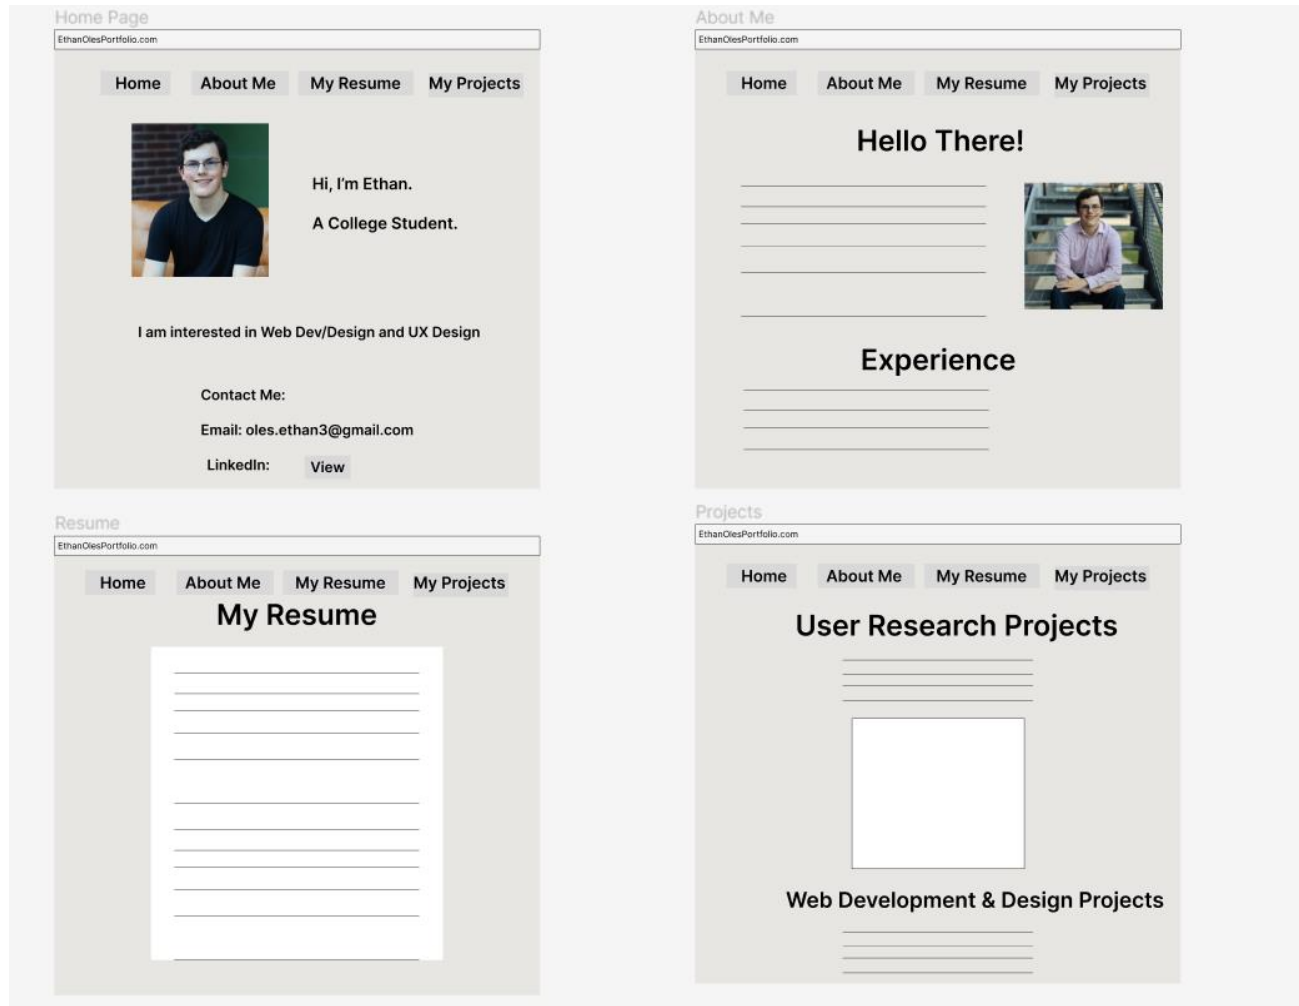 Home Page
EthanOlesPortfolio.com
Home About Me My Resume My Projects
Hi, I'm Ethan.
A College Student.
I am interested in Web Dev/Design and UX Design
Contact Me:
Email: oles.ethan3@gmail.com
LinkedIn: View
About Me
EthanOlesPortfolio.com
Home About Me My Resume My Projects
Hello There!
Experience
Resume
EthanOlesPortfolio.com
Home About Me My Resume My Projects
My Resume
Projects
EthanOlesPortfolio.com
Home About Me My Resume My Projects
User Research Projects
Web Development & Design Projects